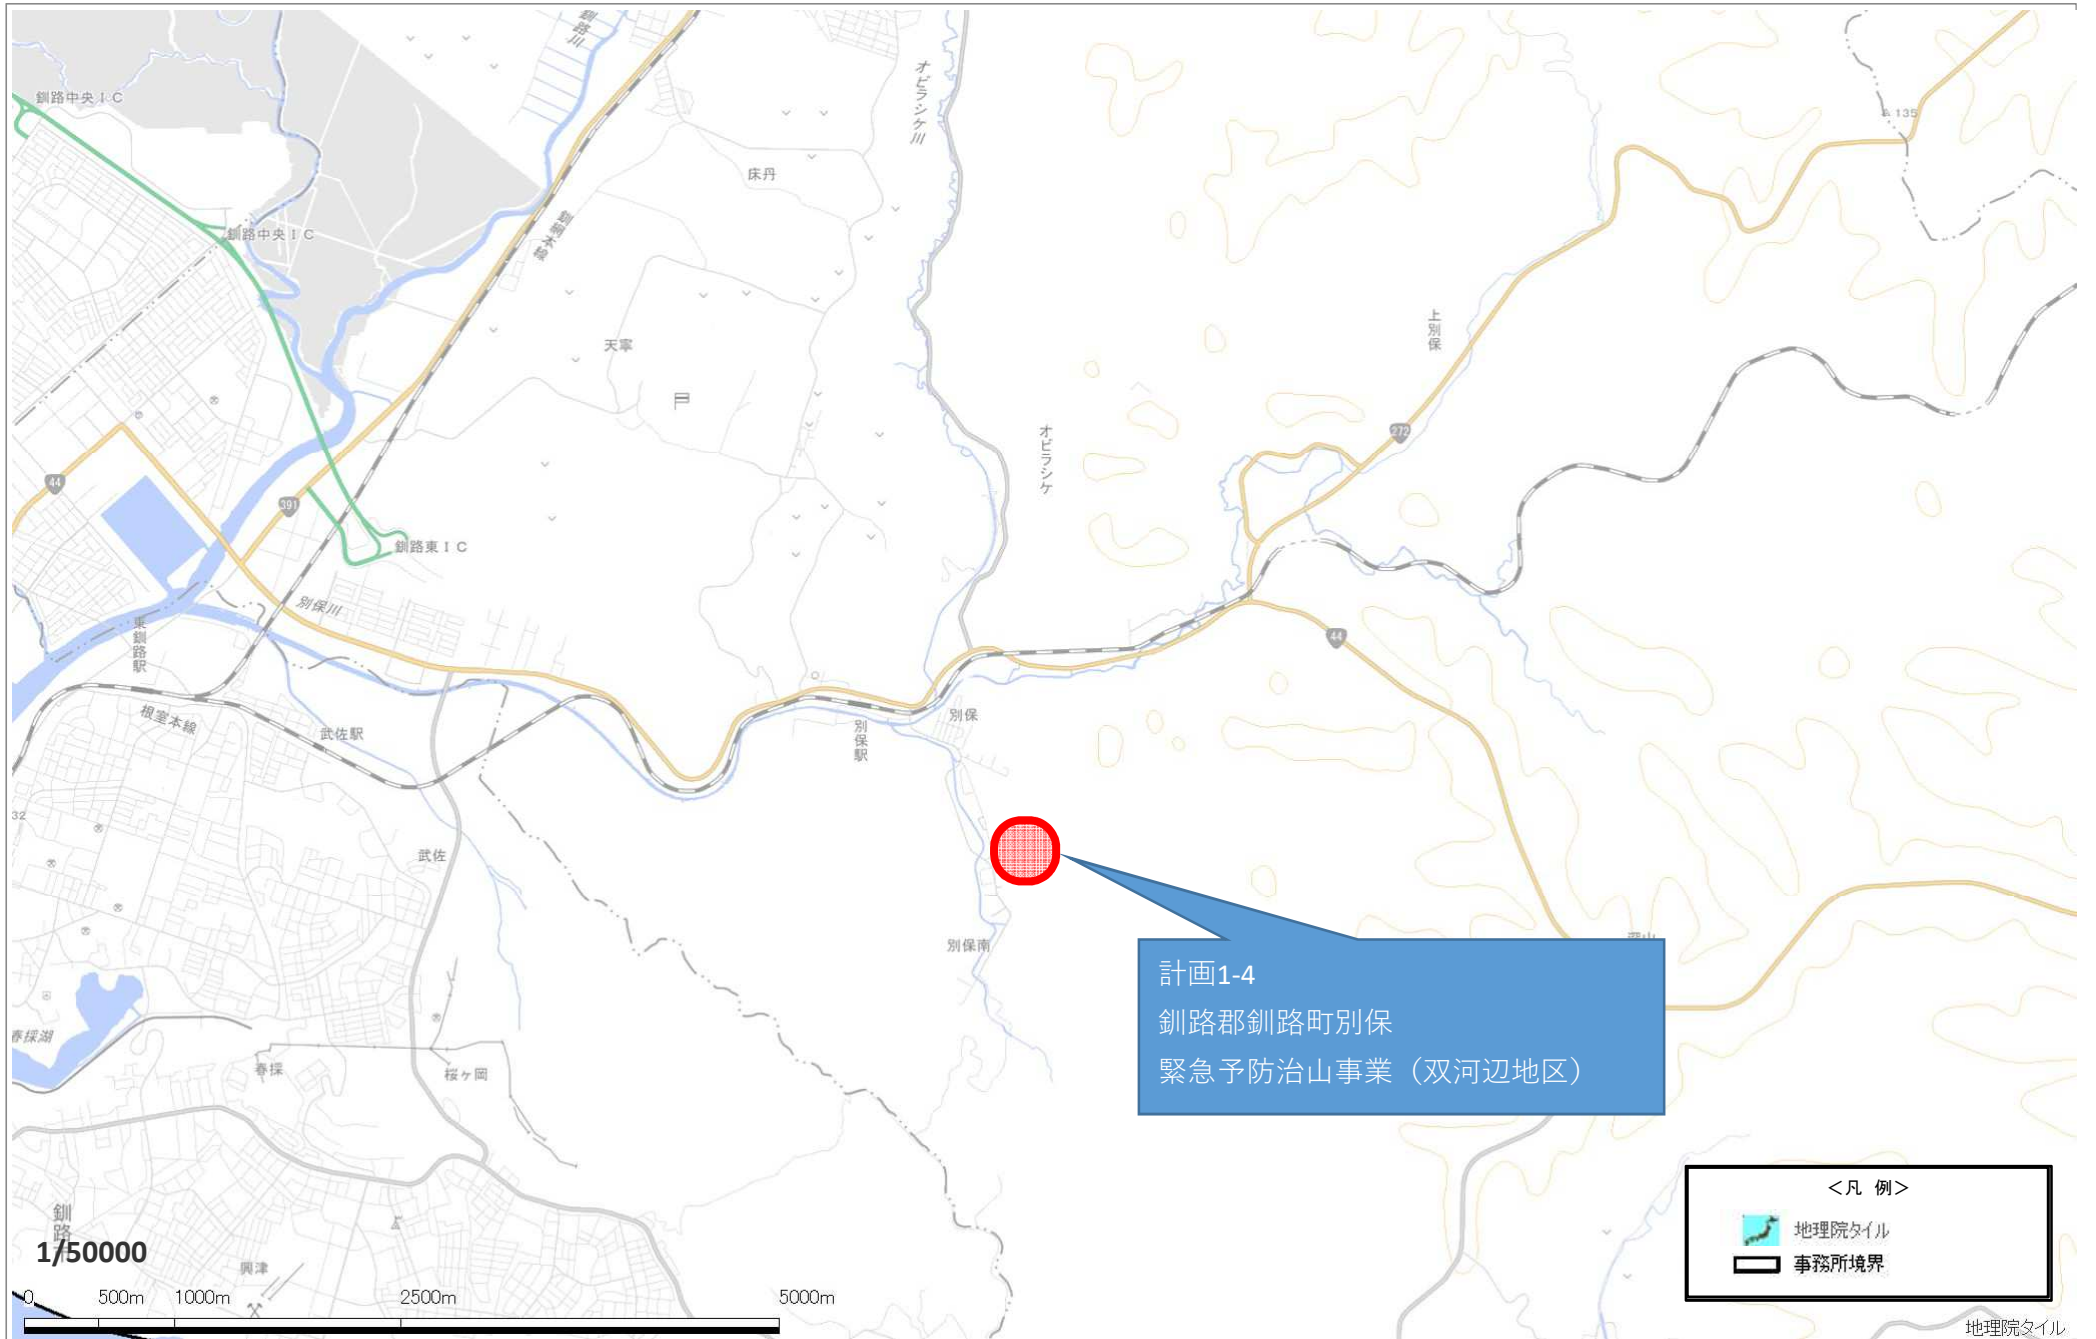 釧路川
オビラシケ川
釧路中央IC
135
床丹
釧網本線
釧路中央IC
上別保
天寧
272
オビラシケ
44
391
釧路東IC
別保川
東釧路駅
44
根室本線
武佐駅
別保
別保駅
32
武佐
別保南
計画1-4
釧路郡釧路町別保
緊急予防治山事業（双河辺地区）
春採湖
春採
桜ヶ岡
釧路
1/50000
興津
0 500m 1000m 2500m 5000m
＜凡 例＞
地理院タイル
事務所境界
地理院タイル